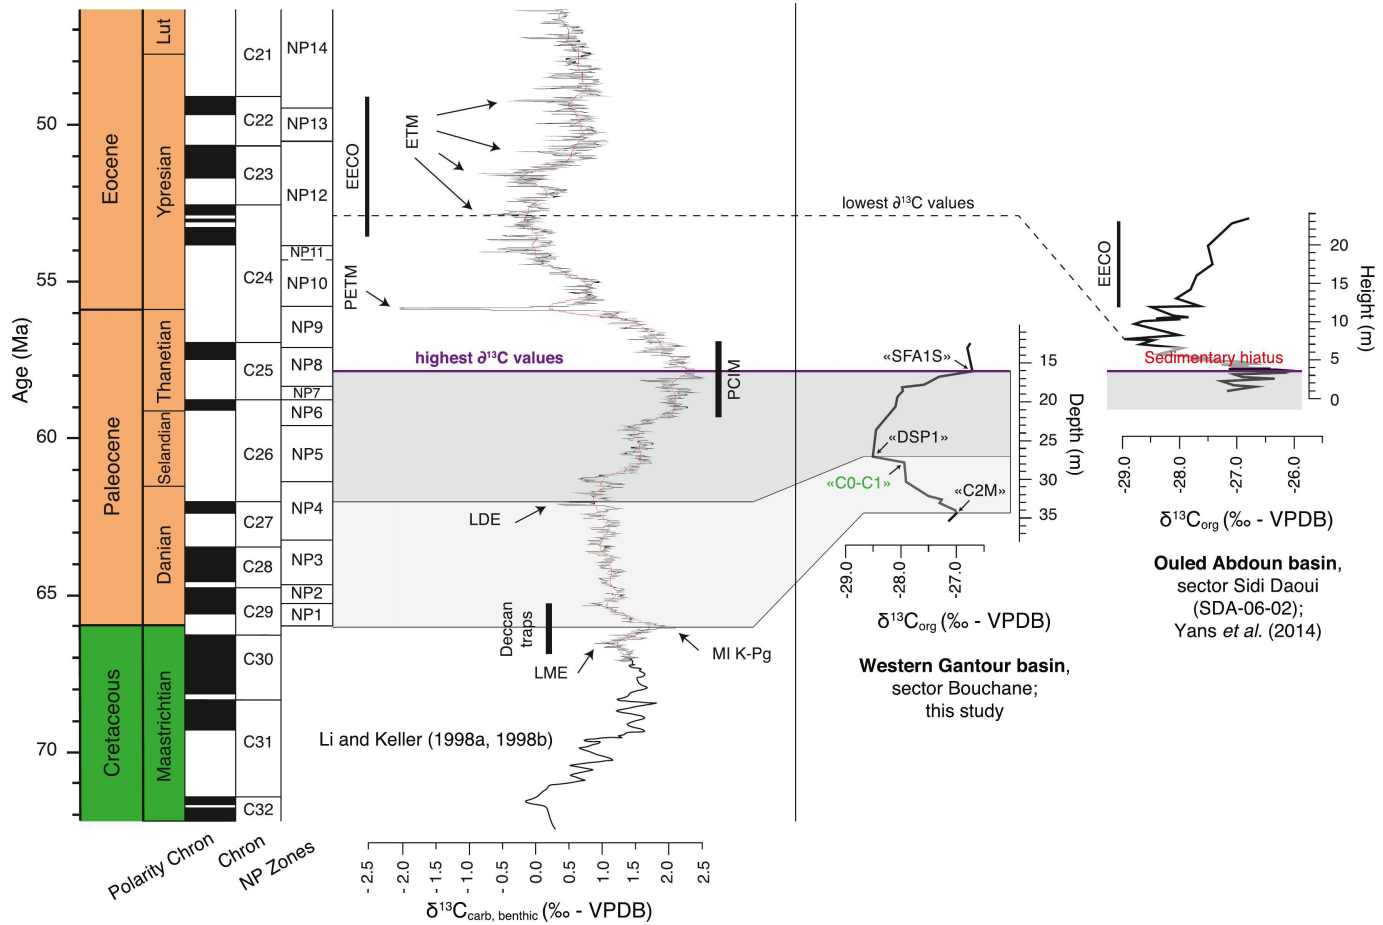 Age (Ma)
50
55
60
65
70
Eocene
Paleocene
Cretaceous
Lut
Ypresian
Thanetian
Selandian
Danian
Maastrichtian
C21
C22
C23
C24
C25
C26
C27
C28
C29
C30
C31
C32
NP14
NP13
NP12
NP11
NP10
NP9
NP8
NP7
NP6
NP5
NP4
NP3
NP2
NP1
Polarity Chron
Chron
NP Zones
EECO
ETM
PETM
highest ∂¹³C values
PCIM
LDE
Deccan
traps
LME
MI K-Pg
Li and Keller (1998a, 1998b)
- 2.5
- 2.0
- 1.5
- 1.0
- 0.5
0.0
0.5
1.0
1.5
2.0
2.5
δ¹³C carb, benthic (‰ - VPDB)
lowest ∂¹³C values
«SFA1S»
«DSP1»
«C0-C1»
«C2M»
15
20
25
30
35
Depth (m)
-29.0
-28.0
-27.0
δ¹³C org (‰ - VPDB)
Western Gantour basin,
sector Bouchane;
this study
EECO
Sedimentary hiatus
20
15
10
5
0
Height (m)
-29.0
-28.0
-27.0
-26.0
δ¹³C org (‰ - VPDB)
Ouled Abdoun basin,
sector Sidi Daoui
(SDA-06-02);
Yans et al. (2014)